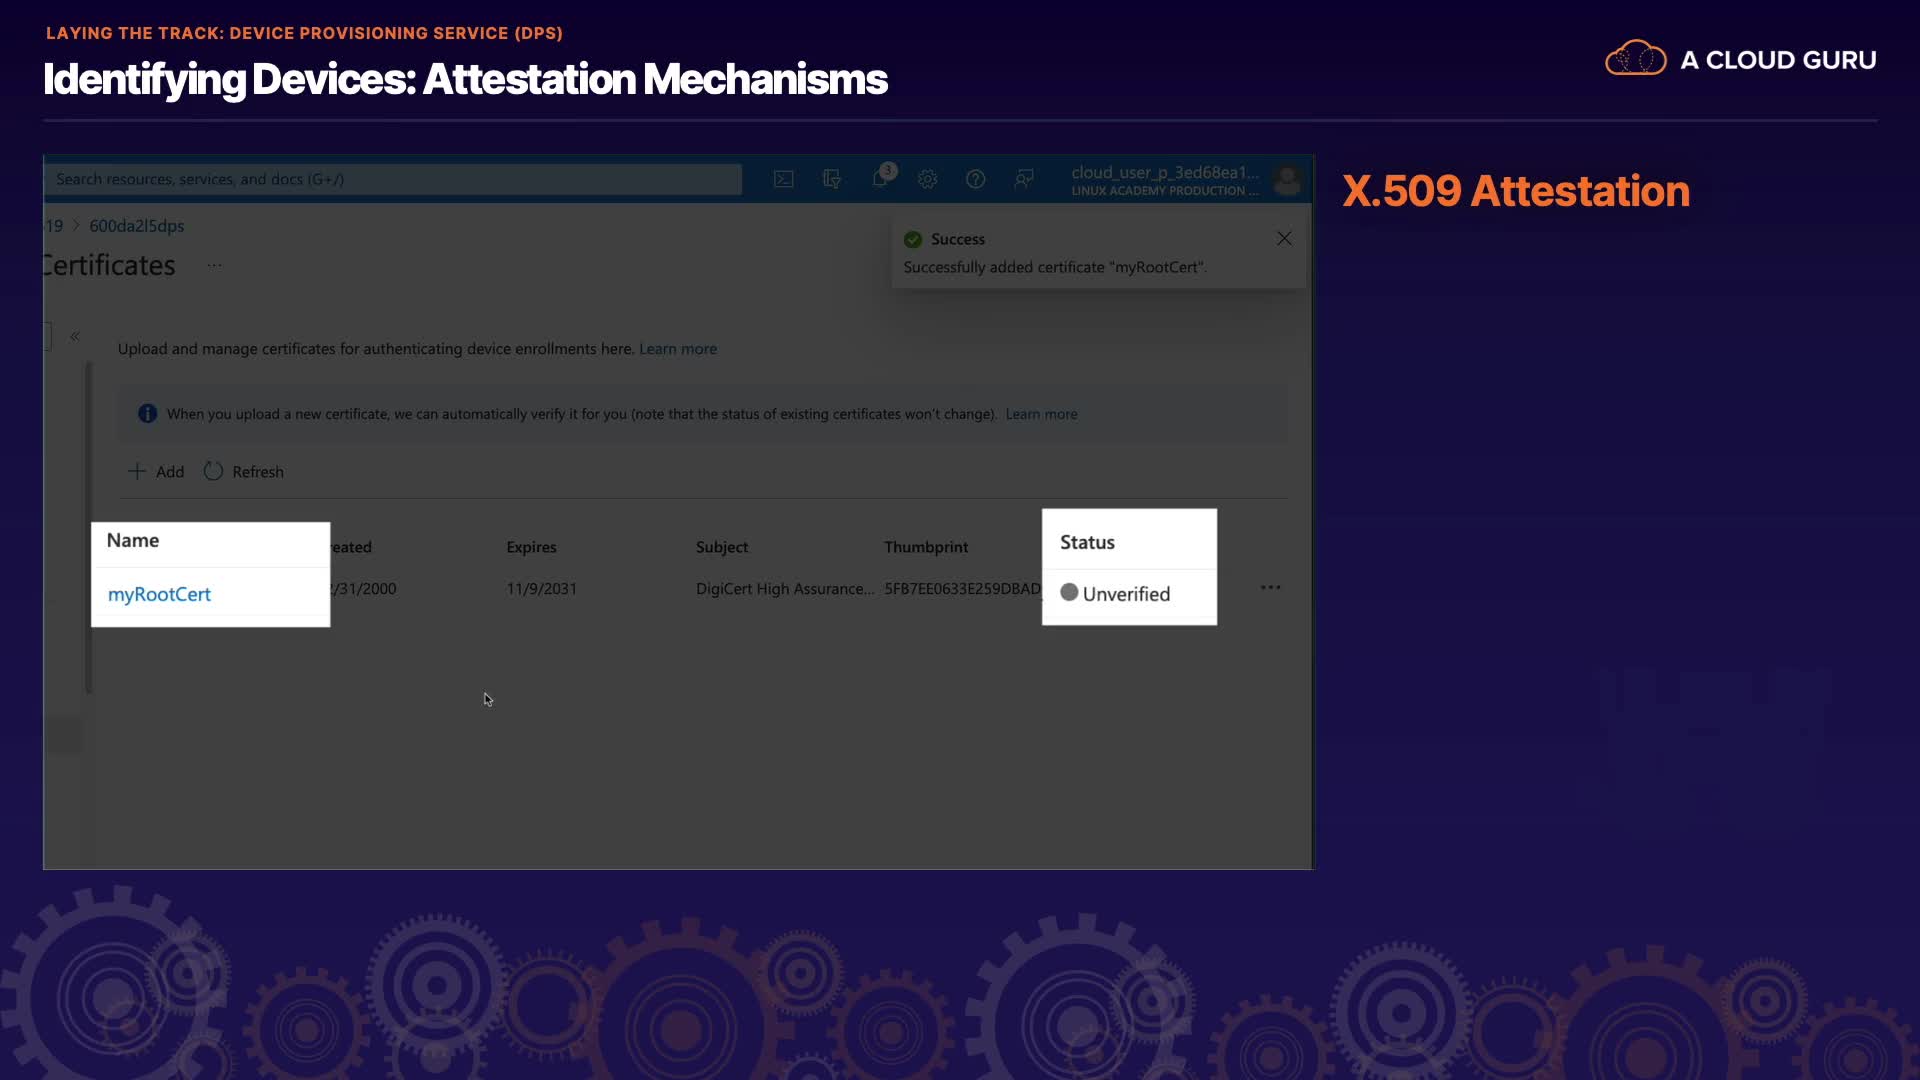 LAYING THE TRACK: DEVICE PROVISIONING SERVICE (DPS)
Identifying Devices: Attestation Mechanisms
A CLOUD GURU
Search resources, services, and docs (G+/)
3
cloud_user_p_3ed68ea1...
LINUX ACADEMY PRODUCTION ...
X.509 Attestation
19 > 600da2l5dps
Certificates ...
Success
Successfully added certificate "myRootCert".
Upload and manage certificates for authenticating device enrollments here. Learn more
When you upload a new certificate, we can automatically verify it for you (note that the status of existing certificates won't change). Learn more
Add Refresh
Name eated Expires Subject Thumbprint Status
myRootCert /31/2000 11/9/2031 DigiCert High Assurance... 5FB7EE0633E259DBAD Unverified ...